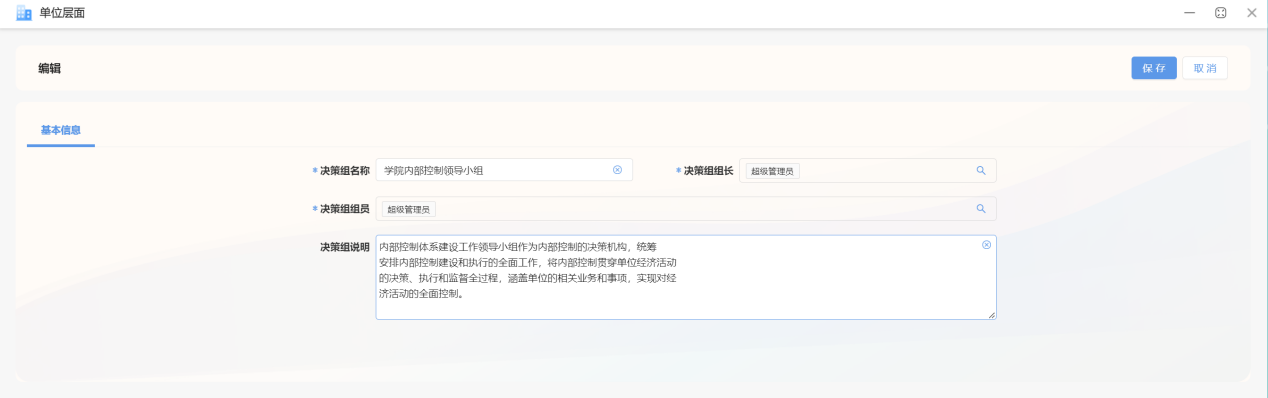 单位层面
编辑
保 存
取 消
基本信息
* 决策组名称 学院内部控制领导小组
* 决策组组长 超级管理员
* 决策组组员 超级管理员
决策组说明 内部控制体系建设工作领导小组作为内部控制的决策机构，统筹
安排内部控制建设和执行的全面工作，将内部控制贯穿单位经济活动
的决策、执行和监督全过程，涵盖单位的相关业务和事项，实现对经
济活动的全面控制。